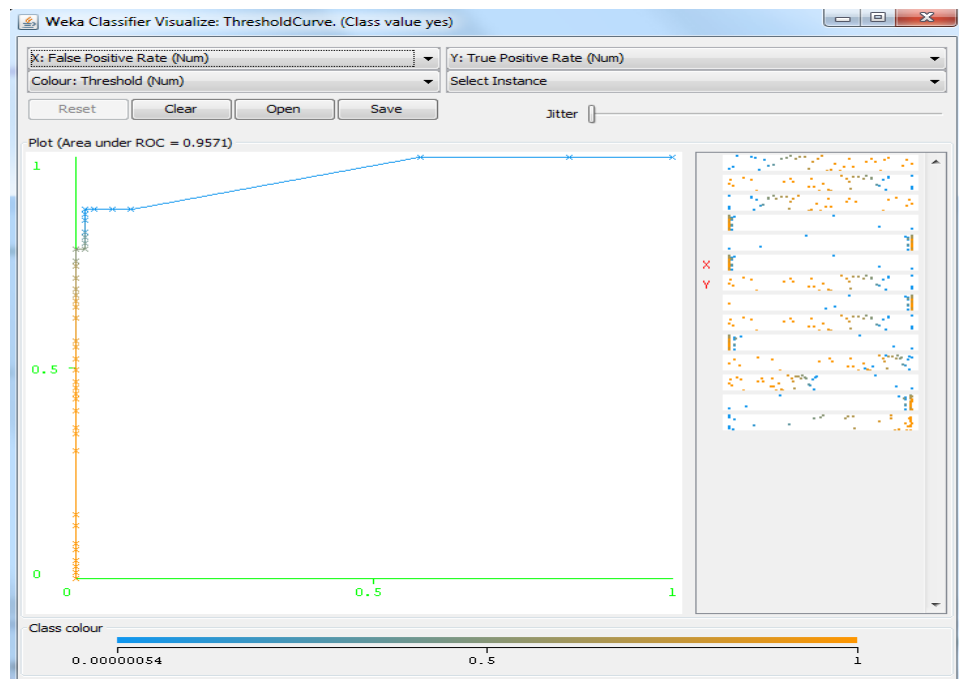 Weka Classifier Visualize: ThresholdCurve. (Class value yes)
X: False Positive Rate (Num)
Y: True Positive Rate (Num)
Colour: Threshold (Num)
Select Instance
Reset
Clear
Open
Save
Jitter
Plot (Area under ROC = 0.9571)
1
0.5
0
0
0.5
1
X
Y
Class colour
0.00000054
0.5
1